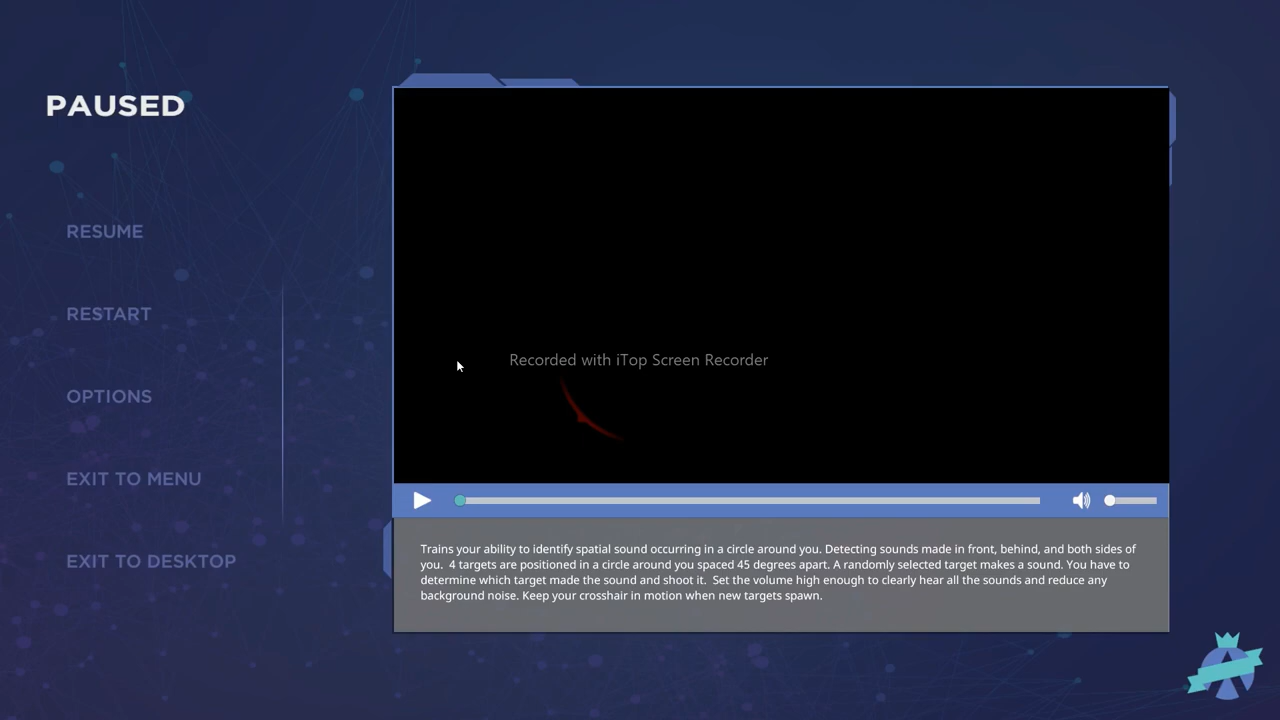 PAUSED
RESUME
RESTART
OPTIONS
EXIT TO MENU
EXIT TO DESKTOP
Recorded with iTop Screen Recorder
Trains your ability to identify spatial sound occurring in a circle around you. Detecting sounds made in front, behind, and both sides of
you.  4 targets are positioned in a circle around you spaced 45 degrees apart. A randomly selected target makes a sound. You have to
determine which target made the sound and shoot it.  Set the volume high enough to clearly hear all the sounds and reduce any
background noise. Keep your crosshair in motion when new targets spawn.